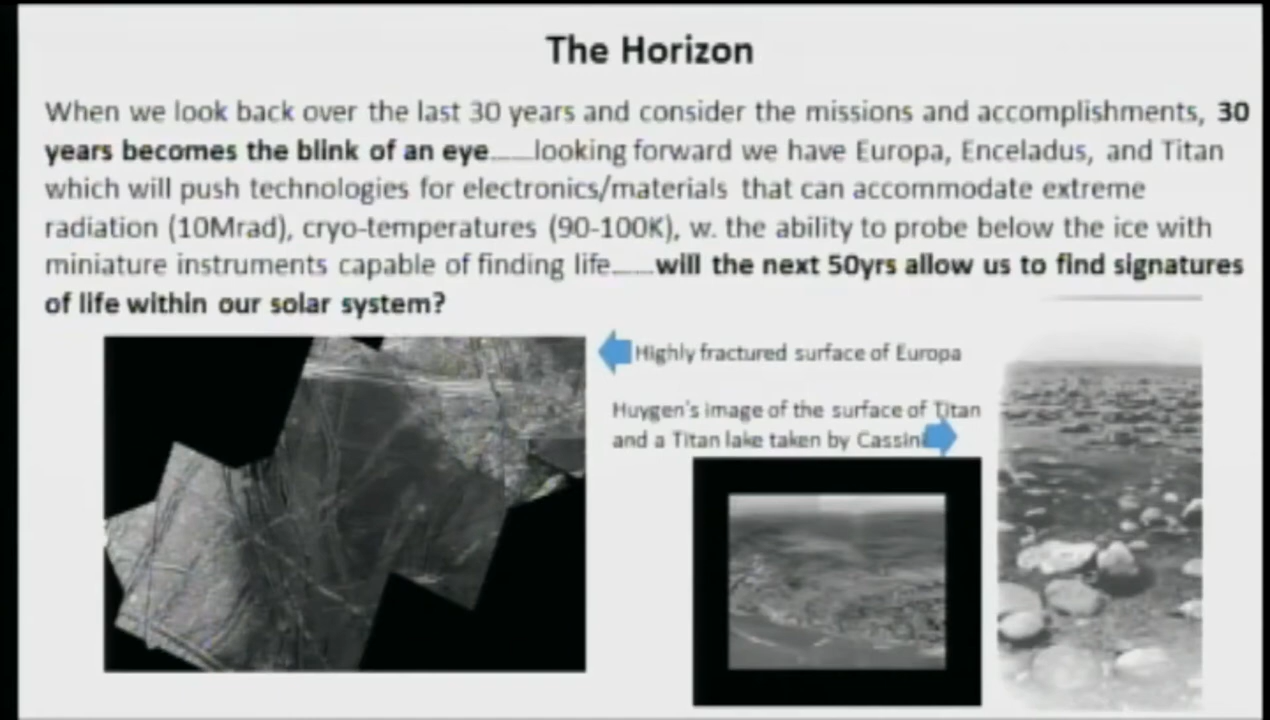 The Horizon
When we look back over the last 30 years and consider the missions and accomplishments, 30
years becomes the blink of an eye......looking forward we have Europa, Enceladus, and Titan
which will push technologies for electronics/materials that can accommodate extreme
radiation (10Mrad), cryo-temperatures (90-100K), w. the ability to probe below the ice with
miniature instruments capable of finding life......will the next 50yrs allow us to find signatures
of life within our solar system?
Highly fractured surface of Europa
Huygen's image of the surface of Titan
and a Titan lake taken by Cassini